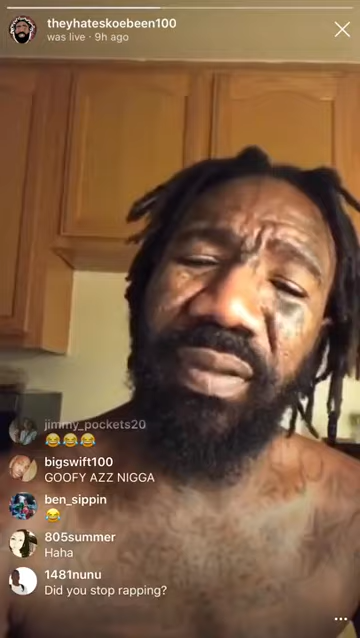 theyhateskoebeen100
was live · 9h ago
jimmy_pockets20
😂😂😂
bigswift100
GOOFY AZZ NIGGA
ben_sippin
😂
805summer
Haha
1481nunu
Did you stop rapping?